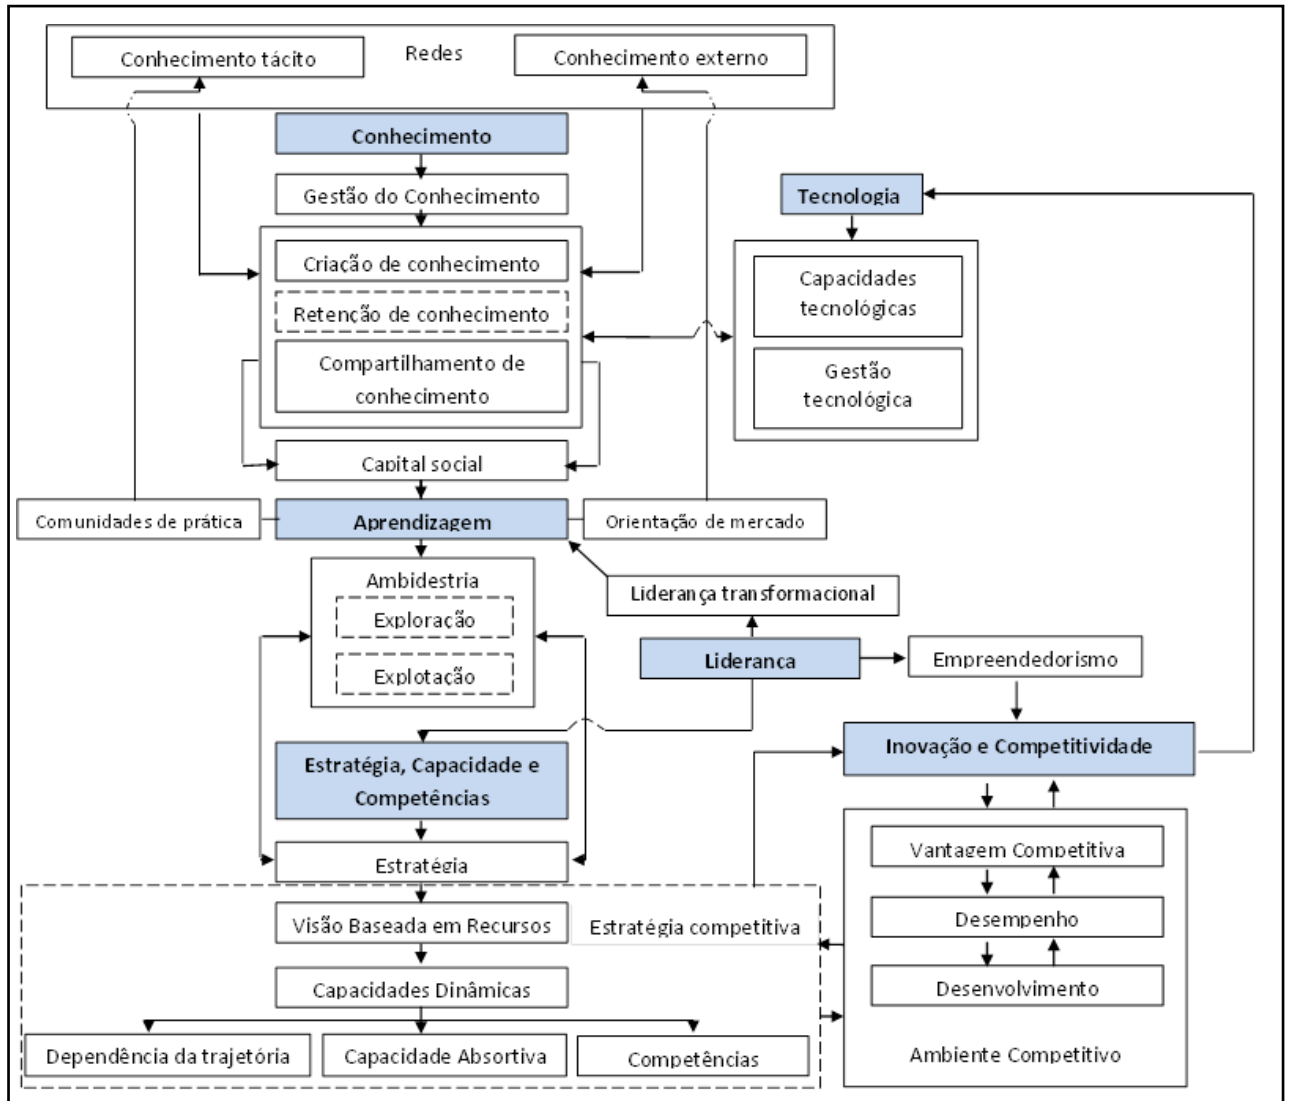 Redes
Conhecimento tácito
Conhecimento externo
Conhecimento
Gestão do Conhecimento
Tecnologia
Criação de conhecimento
Retenção de conhecimento
Compartilhamento de
conhecimento
Capacidades
tecnológicas
Gestão
tecnológica
Capital social
Comunidades de prática
Aprendizagem
Orientação de mercado
Ambidestria
Exploração
Explotação
Liderança transformacional
Liderança
Empreendedorismo
Estratégia, Capacidade e
Competências
Inovação e Competitividade
Estratégia
Vantagem Competitiva
Visão Baseada em Recursos
Estratégia competitiva
Desempenho
Capacidades Dinâmicas
Desenvolvimento
Dependência da trajetória
Capacidade Absortiva
Competências
Ambiente Competitivo